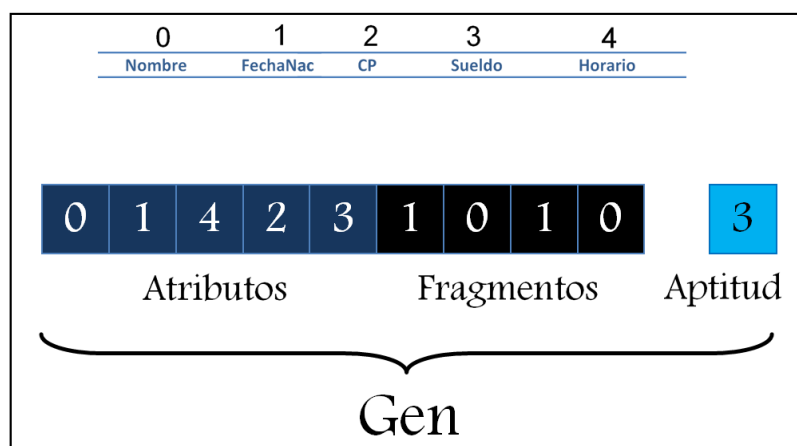 0 1 2 3 4
Nombre FechaNac CP Sueldo Horario
0 1 4 2 3 1 0 1 0 3
Atributos Fragmentos Aptitud
Gen